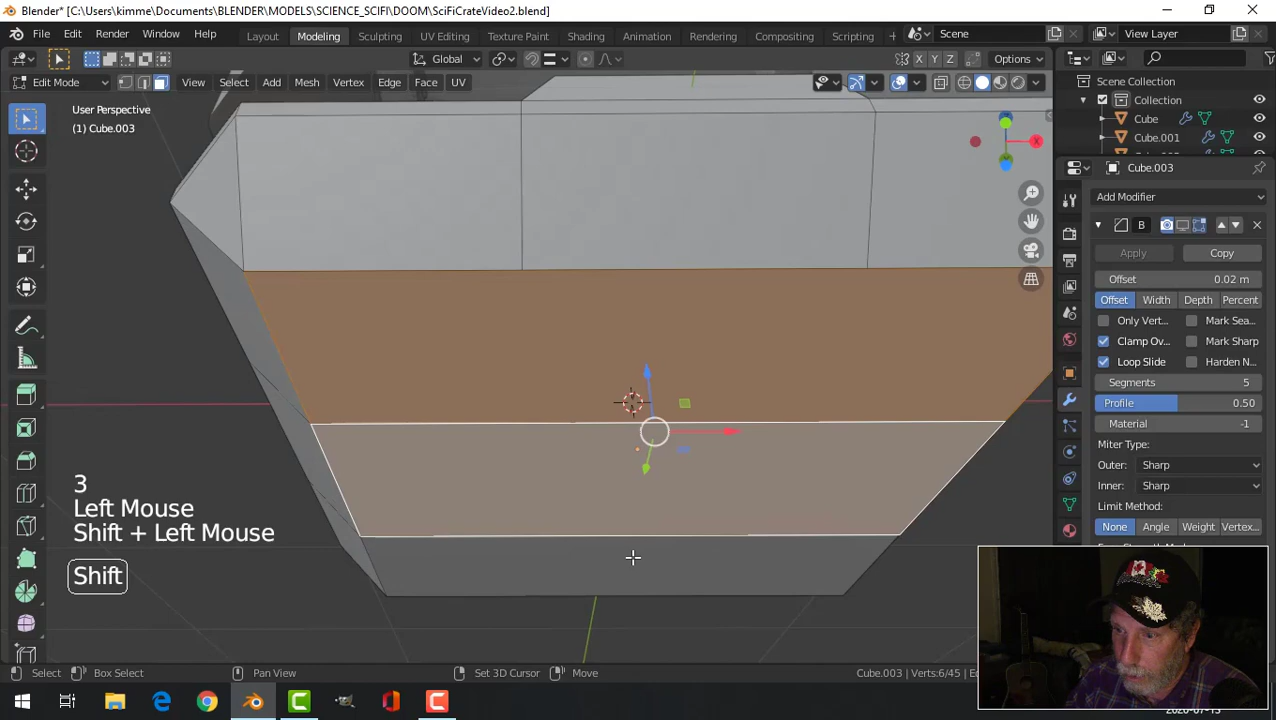 Blender* [C:\Users\kimme\Documents\BLENDER\MODELS\SCIENCE_SCIFI\DOOM\SciFiCrateVideo2.blend]
File Edit Render Window Help Layout Modeling Sculpting UV Editing Texture Paint Shading Animation Rendering Compositing Scripting Scene View Layer
Global X Y Z Options
Edit Mode View Select Add Mesh Vertex Edge Face UV
User Perspective
(1) Cube.003
Scene Collection
Collection
Cube
Cube.001
Cube.003
Add Modifier
B
Apply Copy
Offset 0.02 m
Offset Width Depth Percent
Only Vert... Mark Sea...
Clamp Ov... Mark Sharp
Loop Slide Harden N...
Segments 5
Profile 0.50
Material -1
Miter Type:
Outer: Sharp
Inner: Sharp
Limit Method:
None Angle Weight Vertex...
3
Left Mouse
Shift + Left Mouse
Shift
Select Box Select Pan View Set 3D Cursor Move Cube.003 | Verts:6/45 | Ed